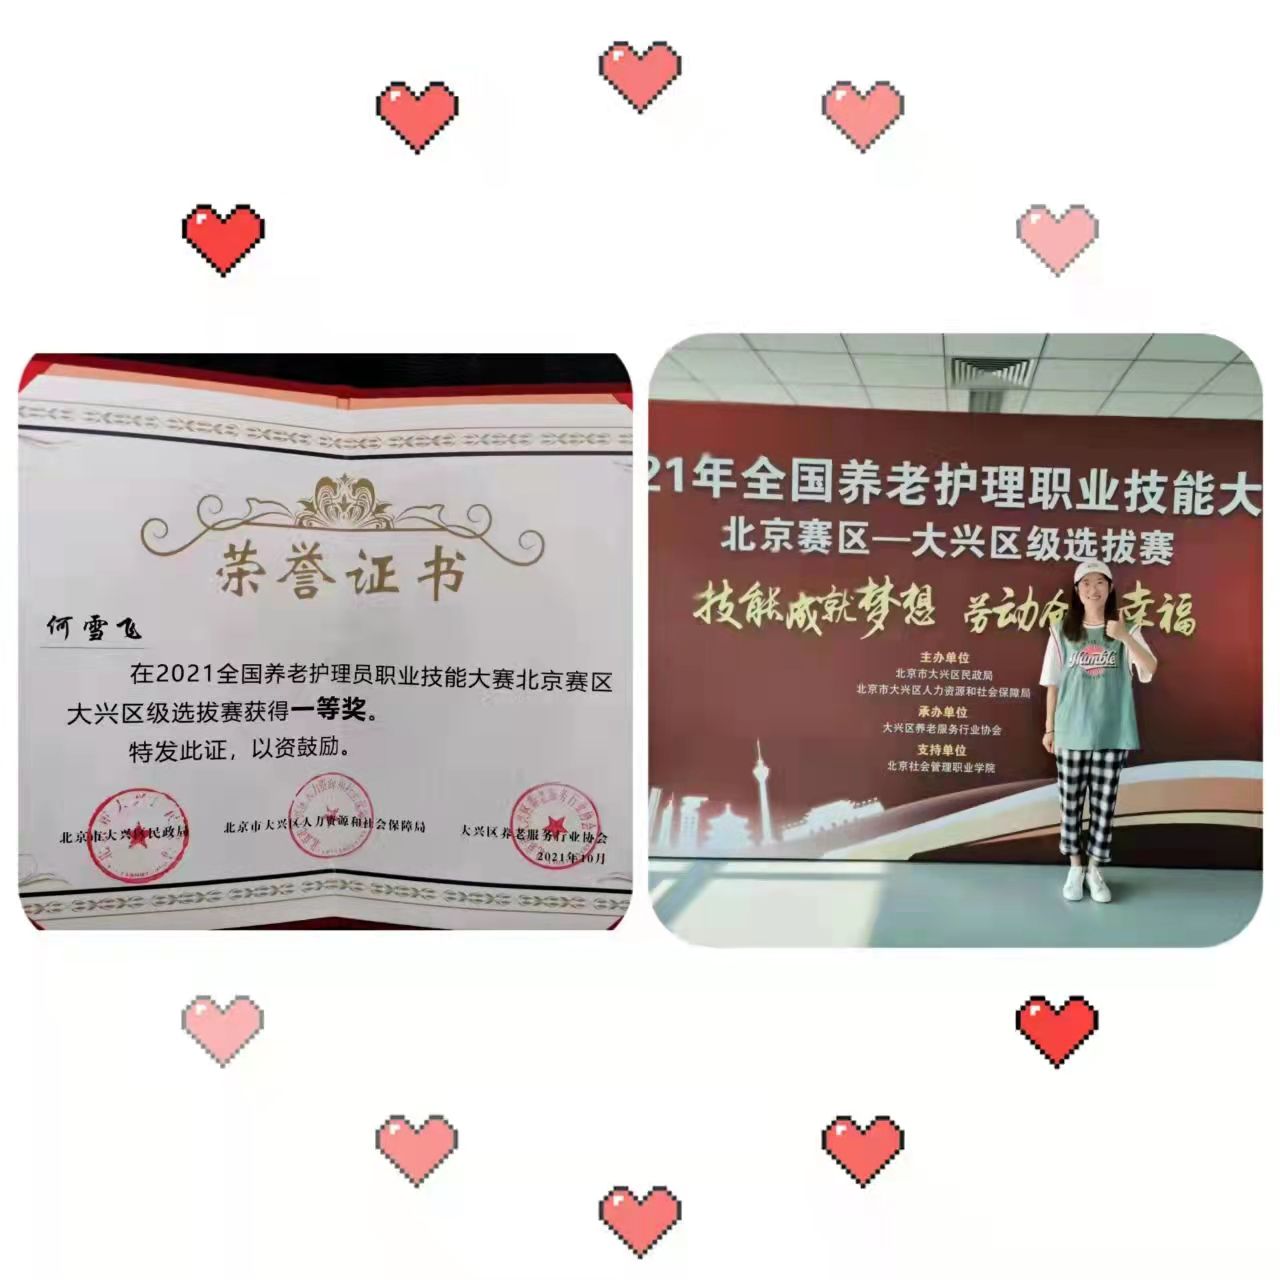 荣誉证书
何雪飞
在2021全国养老护理员职业技能大赛北京赛区
大兴区级选拔赛获得一等奖。
特发此证，以资鼓励。
北京市大兴区民政局
北京市大兴区人力资源和社会保障局
大兴区养老服务行业协会
2021年10月
21年全国养老护理职业技能大
北京赛区—大兴区级选拔赛
技能成就梦想 劳动 幸福
主办单位
北京市大兴区民政局
北京市大兴区人力资源和社会保障局
承办单位
大兴区养老服务行业协会
支持单位
北京社会管理职业学院
Humble